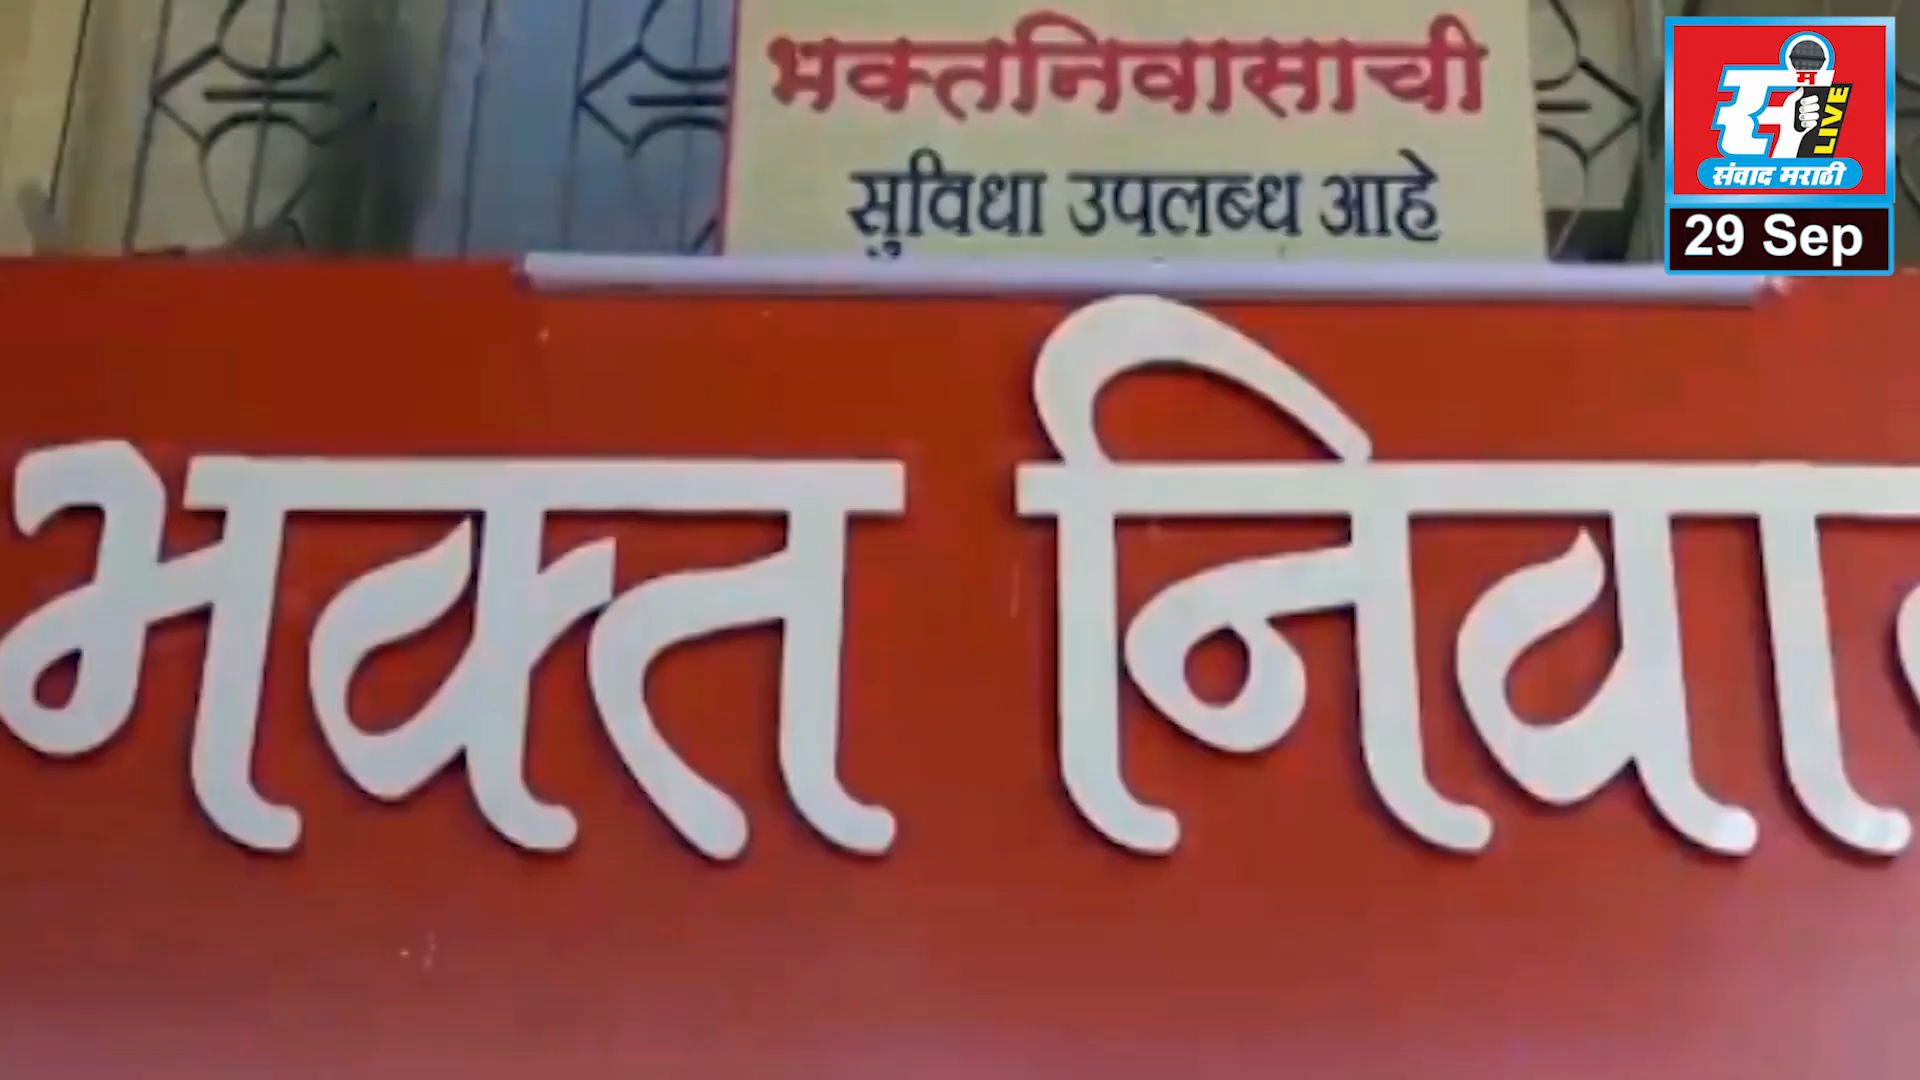 भक्तनिवासाची
सुविधा उपलब्ध आहे
म
LIVE
संवाद मराठी
29 Sep
भक्त निवा